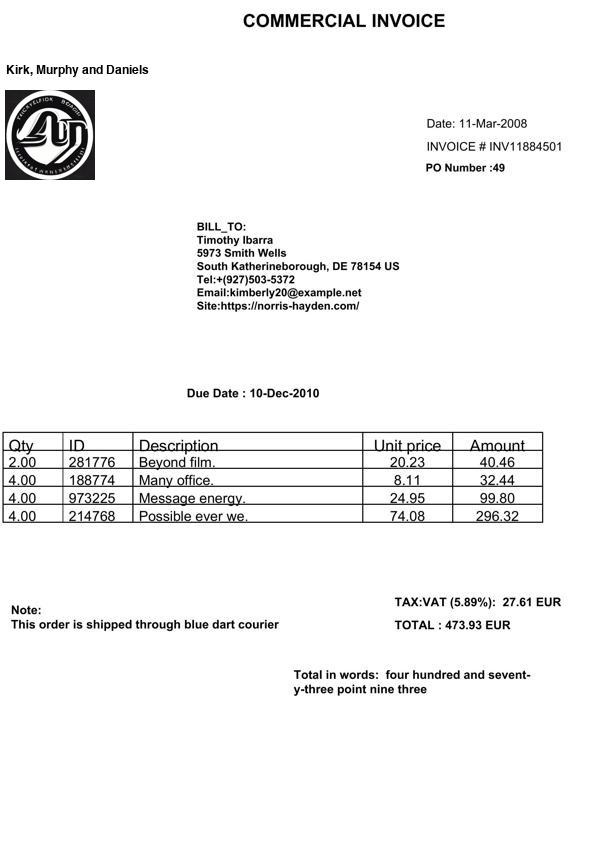 COMMERCIAL INVOICE
Kirk, Murphy and Daniels
Date: 11-Mar-2008
INVOICE # INV11884501
PO Number :49
BILL_TO:
Timothy Ibarra
5973 Smith Wells
South Katherineborough, DE 78154 US
Tel:+(927)503-5372
Email:kimberly20@example.net
Site:https://norris-hayden.com/
Due Date : 10-Dec-2010
Qty ID Description Unit price Amount
2.00 281776 Beyond film. 20.23 40.46
4.00 188774 Many office. 8.11 32.44
4.00 973225 Message energy. 24.95 99.80
4.00 214768 Possible ever we. 74.08 296.32
TAX:VAT (5.89%): 27.61 EUR
Note:
This order is shipped through blue dart courier
TOTAL : 473.93 EUR
Total in words: four hundred and sevent-
y-three point nine three